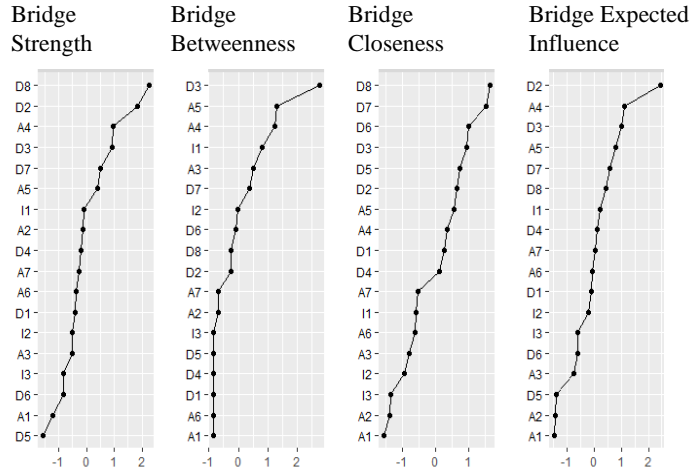 Bridge
Strength
Bridge
Betweenness
Bridge
Closeness
Bridge Expected
Influence
D8
D2
A4
D3
D7
A5
I1
A2
D4
A7
A6
D1
I2
A3
I3
D6
A1
D5
-1 0 1 2
D3
A5
A4
I1
A3
D7
I2
D6
D8
D2
A7
A2
I3
D5
D4
D1
A6
A1
-1 0 1 2
D8
D7
D6
D3
D5
D2
A5
A4
D1
D4
A7
I1
A6
A3
I2
I3
A2
A1
-1 0 1
D2
A4
D3
A5
D7
D8
I1
D4
A7
A6
D1
I2
I3
D6
A3
D5
A2
A1
-1 0 1 2